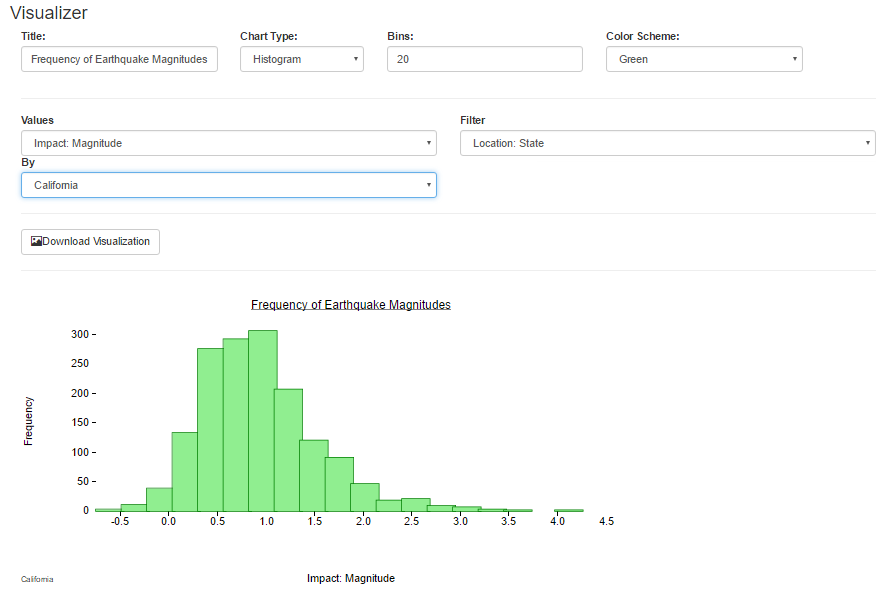 Visualizer
Title: Chart Type: Bins: Color Scheme:
Frequency of Earthquake Magnitudes Histogram 20 Green
Values Filter
Impact: Magnitude Location: State
By
California
Download Visualization
Frequency of Earthquake Magnitudes
300
250
200
150
100
50
0
Frequency
-0.5 0.0 0.5 1.0 1.5 2.0 2.5 3.0 3.5 4.0 4.5
California Impact: Magnitude